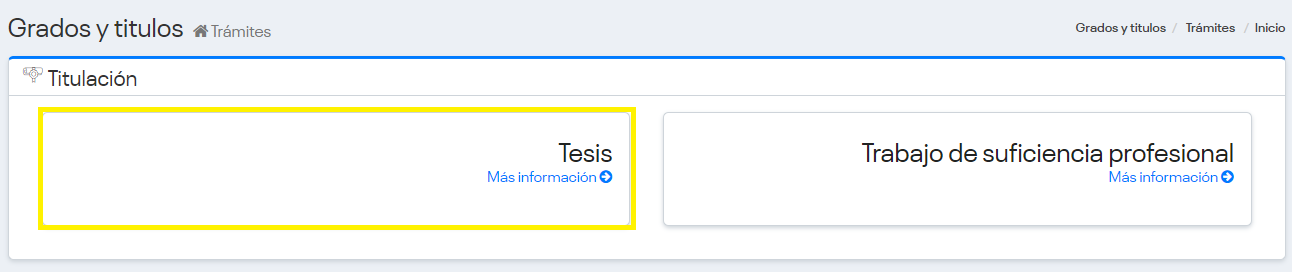 Grados y titulos Trámites
Grados y titulos / Trámites / Inicio
Titulación
Tesis
Más información
Trabajo de suficiencia profesional
Más información